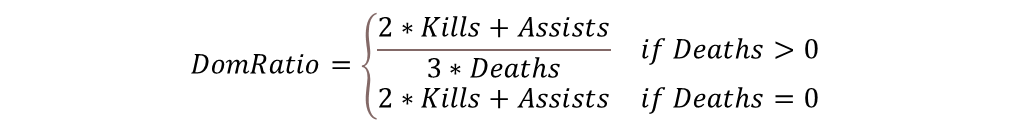 DomRatio = { 2 * Kills + Assists
3 * Deaths if Deaths > 0
2 * Kills + Assists if Deaths = 0